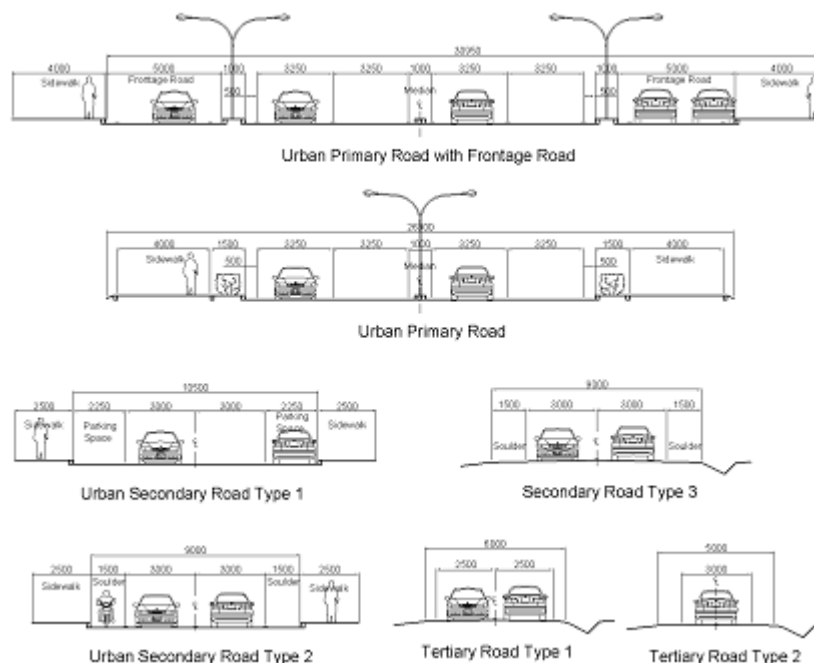 30950
4000 5000 1000 3250 3250 1000 3250 3250 1000 5000 4000
Sidewalk Frontage Road Median Frontage Road Sidewalk
500 500
Urban Primary Road with Frontage Road
4000 1500 3250 3250 1000 3250 3250 1500 4000
Sidewalk 500 Median 500 Sidewalk
Urban Primary Road
10500
2500 2250 3000 3000 2250 2500
Sidewalk Parking Space Parking Space Sidewalk
Urban Secondary Road Type 1
9000
1500 3000 3000 1500
Soulder Soulder
Secondary Road Type 3
9000
2500 1500 3000 3000 1500 2500
Sidewalk Soulder Soulder Sidewalk
Urban Secondary Road Type 2
6000
2500 2500
Tertiary Road Type 1
5000
3000
Tertiary Road Type 2